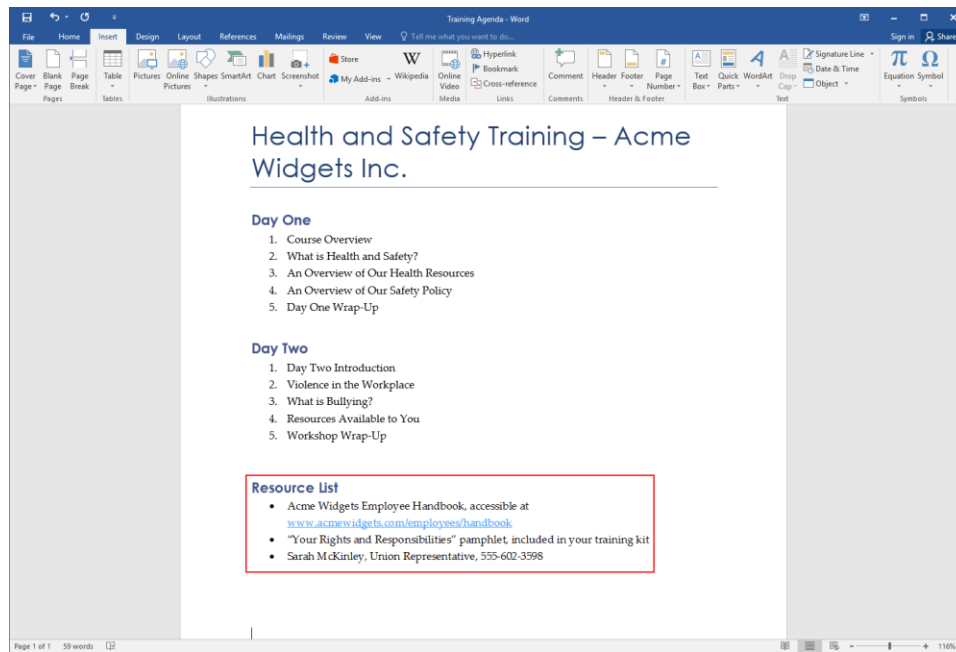 Training Agenda - Word
File Home Insert Design Layout References Mailings Review View Tell me what you want to do... Sign in Share
Cover Page
Blank Page
Page Break
Pages
Table
Tables
Pictures
Online Pictures
Shapes
SmartArt
Chart
Screenshot
Illustrations
Store
My Add-ins
W
Wikipedia
Add-ins
Online Video
Media
Hyperlink
Bookmark
Cross-reference
Links
Comment
Comments
Header
Footer
Page Number
Header & Footer
Text Box
Quick Parts
WordArt
Drop Cap
Signature Line
Date & Time
Object
Text
π
Equation
Ω
Symbol
Symbols
Health and Safety Training – Acme
Widgets Inc.
Day One
1. Course Overview
2. What is Health and Safety?
3. An Overview of Our Health Resources
4. An Overview of Our Safety Policy
5. Day One Wrap-Up
Day Two
1. Day Two Introduction
2. Violence in the Workplace
3. What is Bullying?
4. Resources Available to You
5. Workshop Wrap-Up
Resource List
• Acme Widgets Employee Handbook, accessible at
www.acmewidgets.com/employees/handbook
• “Your Rights and Responsibilities” pamphlet, included in your training kit
• Sarah McKinley, Union Representative, 555-602-3598
Page 1 of 1 59 words 116%